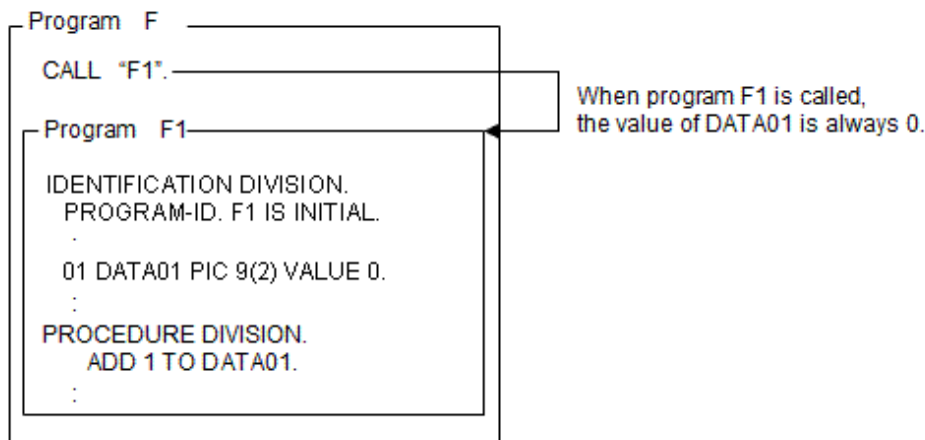 Program F
CALL “F1”.
When program F1 is called,
the value of DATA01 is always 0.
Program F1
IDENTIFICATION DIVISION.
PROGRAM-ID. F1 IS INITIAL.
:
01 DATA01 PIC 9(2) VALUE 0.
:
PROCEDURE DIVISION.
ADD 1 TO DATA01.
: